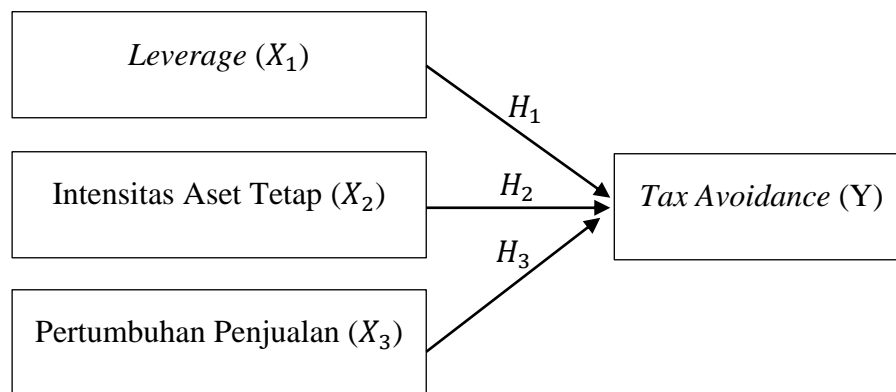 Leverage (X₁)
H₁
Intensitas Aset Tetap (X₂)
H₂
Tax Avoidance (Y)
H₃
Pertumbuhan Penjualan (X₃)